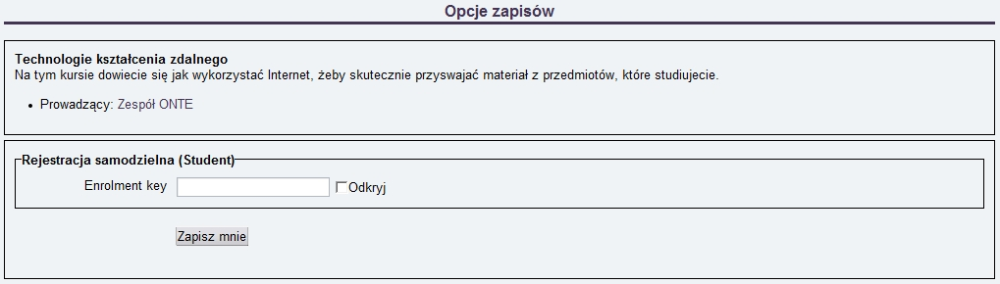 Opcje zapisów
Technologie kształcenia zdalnego
Na tym kursie dowiecie się jak wykorzystać Internet, żeby skutecznie przyswajać materiał z przedmiotów, które studiujecie.
• Prowadzący: Zespół ONTE
Rejestracja samodzielna (Student)
Enrolment key Odkryj
Zapisz mnie